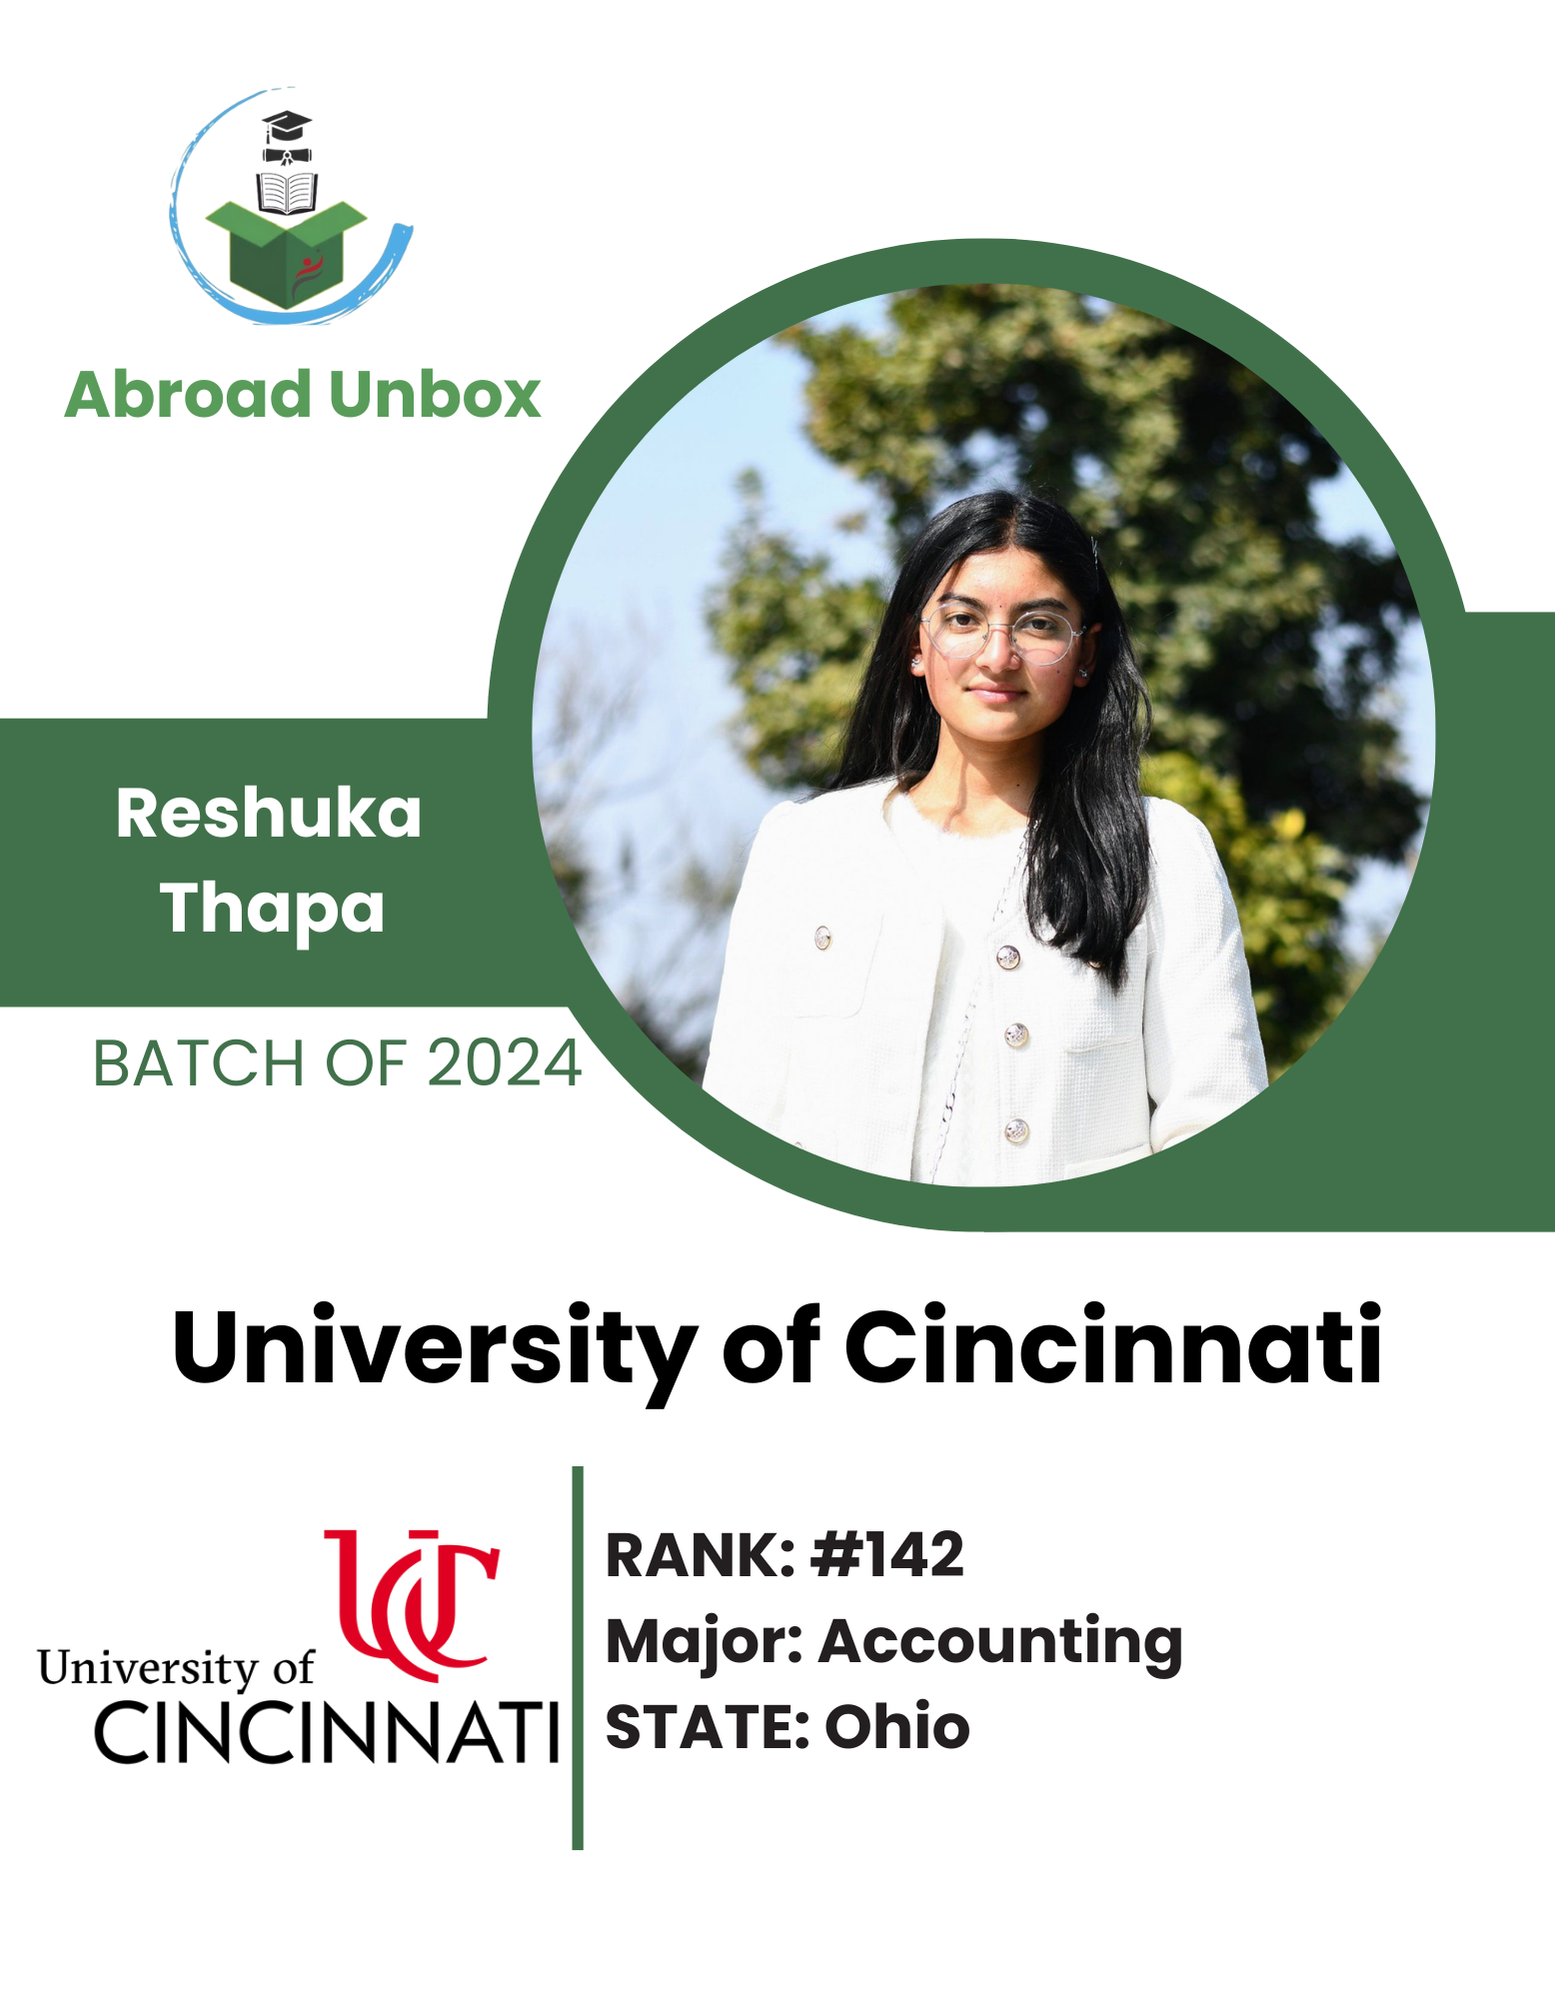 Abroad Unbox
Reshuka
Thapa
BATCH OF 2024
University of Cincinnati
University of
CINCINNATI
RANK: #142
Major: Accounting
STATE: Ohio